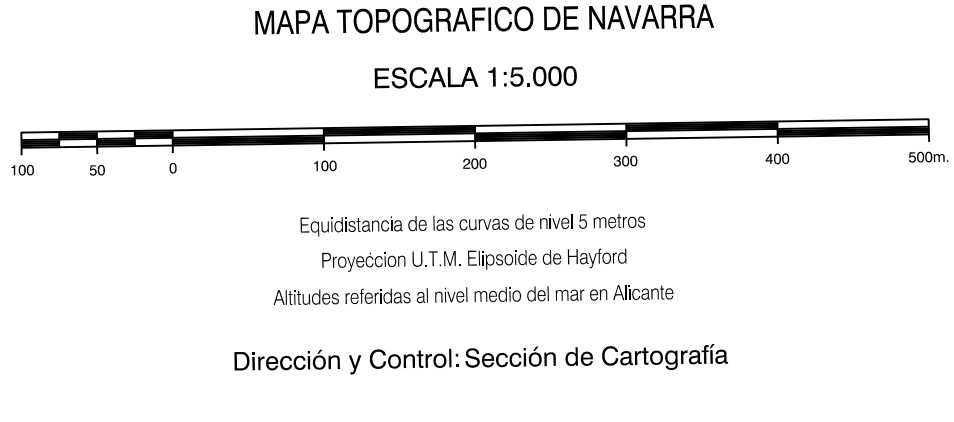 MAPA TOPOGRAFICO DE NAVARRA
ESCALA 1:5.000
100 50 0 100 200 300 400 500m.
Equidistancia de las curvas de nivel 5 metros
Proyeccion U.T.M. Elipsoide de Hayford
Altitudes referidas al nivel medio del mar en Alicante
Dirección y Control: Sección de Cartografía